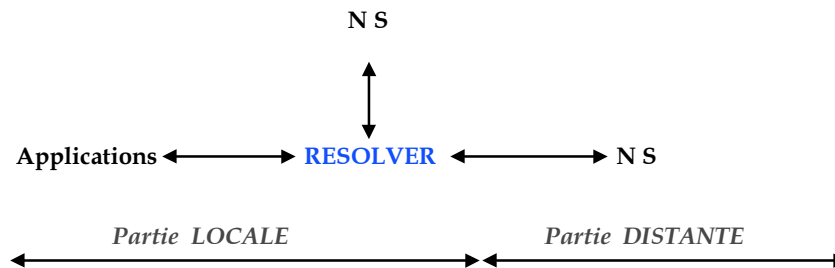 N S
Applications RESOLVER N S
Partie LOCALE Partie DISTANTE